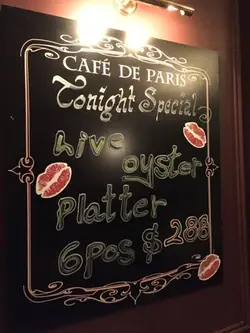 CAFÉ DE PARIS
Tonight Special
Live
oyster
Platter
6pcs $ 288